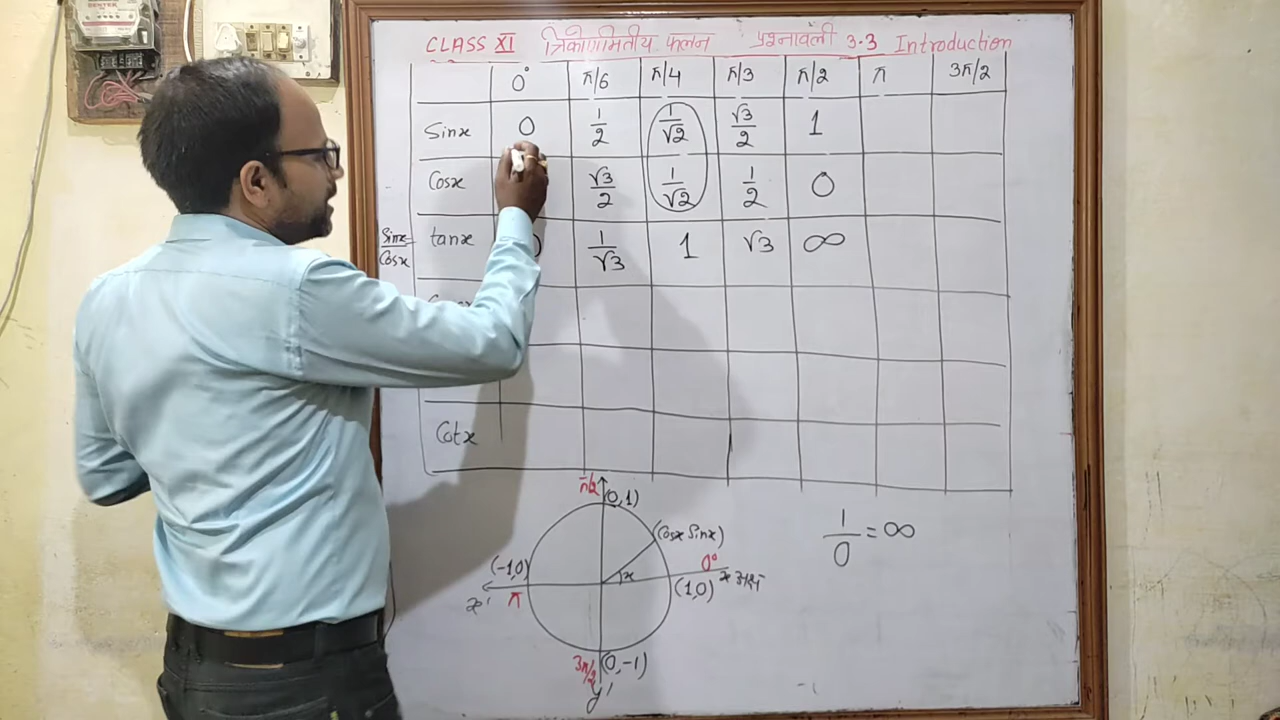 CLASS XI त्रिकोणमितीय फलन प्रश्नावली 3.3 Introduction
0° π/6 π/4 π/3 π/2 π 3π/2
Sinx 0 1/2 1/√2 √3/2 1
Cosx √3/2 1/√2 1/2 0
Sinx/Cosx = tanx 1/√3 1 √3 ∞
Cotx
π/2 (0,1)
(Cosx Sinx)
1/0 = ∞
(-1,0) x 0°
x' π (1,0) x अक्ष
3π/2 (0,-1)
y'